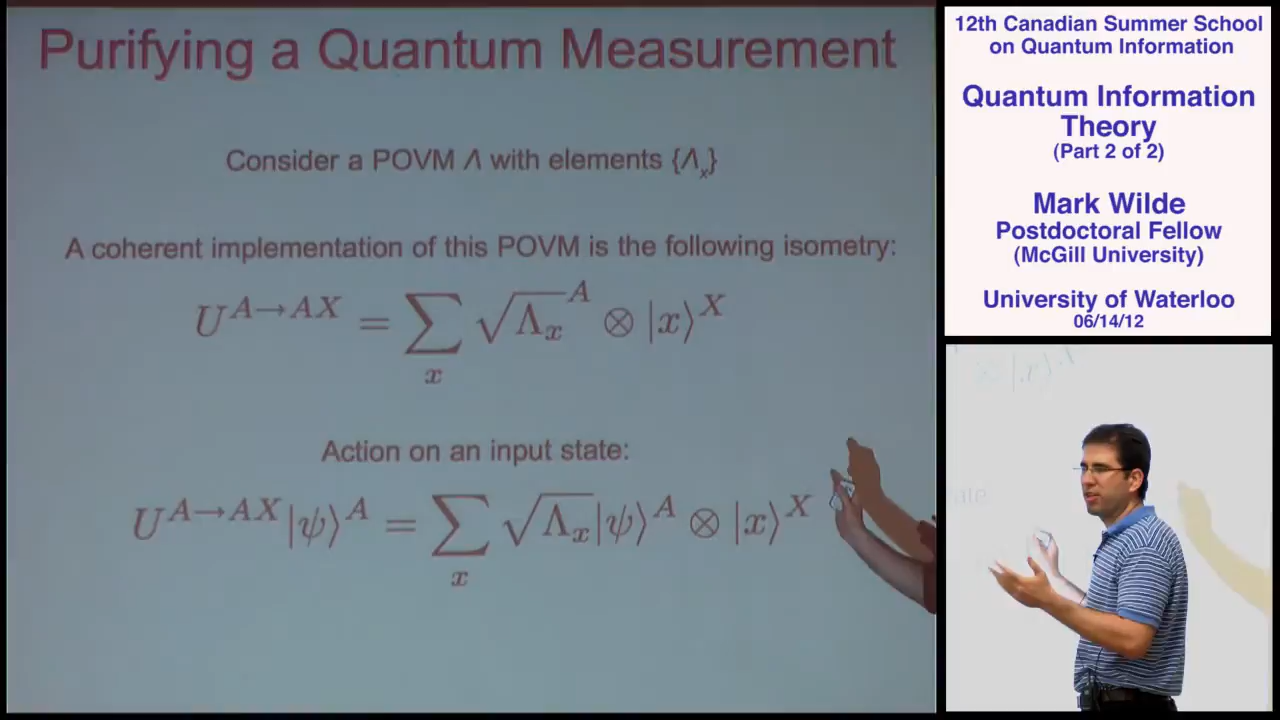 Purifying a Quantum Measurement
Consider a POVM Λ with elements {Λₓ}
A coherent implementation of this POVM is the following isometry:
U^{A→AX} = ∑_x √Λ_x^A ⊗ |x⟩^X
Action on an input state:
U^{A→AX}|ψ⟩^A = ∑_x √Λ_x|ψ⟩^A ⊗ |x⟩^X
12th Canadian Summer School
on Quantum Information
Quantum Information
Theory
(Part 2 of 2)
Mark Wilde
Postdoctoral Fellow
(McGill University)
University of Waterloo
06/14/12